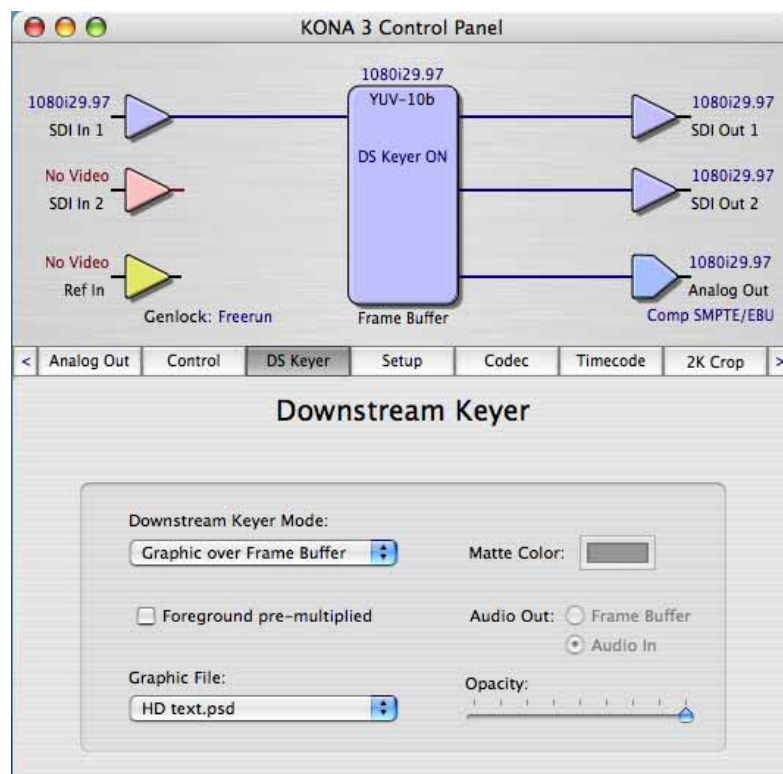 KONA 3 Control Panel
1080i29.97
1080i29.97
YUV-10b
1080i29.97
SDI In 1
SDI Out 1
DS Keyer ON
No Video
1080i29.97
SDI In 2
SDI Out 2
No Video
1080i29.97
Ref In
Analog Out
Genlock: Freerun
Frame Buffer
Comp SMPTE/EBU
< Analog Out Control DS Keyer Setup Codec Timecode 2K Crop >
Downstream Keyer
Downstream Keyer Mode:
Graphic over Frame Buffer
Matte Color:
Foreground pre-multiplied
Audio Out: Frame Buffer
Audio In
Graphic File:
Opacity:
HD text.psd